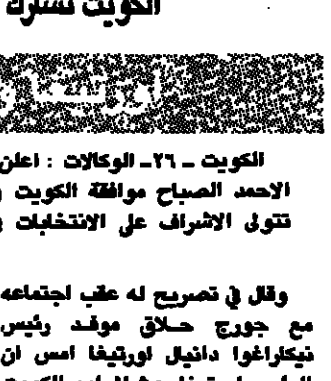 الكويت تشارك
اورتيغا و
الكويت ـ ٢٦ـ الوكالات : اعلن
الاحمد الصباح موافقة الكويت
تتولى الاشراف على الانتخابات
وقال في تصريح له عقب اجتماعه
مع جورج حلاق موفد رئيس
نيكاراغوا دانيال اورتيغا امس ان